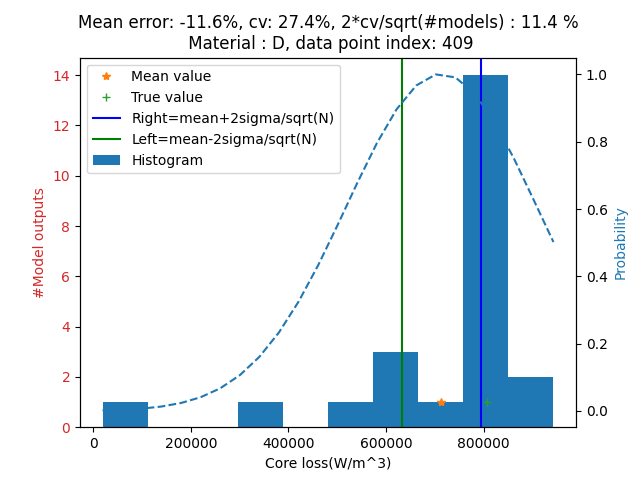 Mean error: -11.6%, cv: 27.4%, 2*cv/sqrt(#models) : 11.4 %
Material : D, data point index: 409
Mean value
True value
Right=mean+2sigma/sqrt(N)
Left=mean-2sigma/sqrt(N)
Histogram
#Model outputs
14
12
10
8
6
4
2
0
1.0
0.8
0.6
0.4
0.2
0.0
Probability
0
200000
400000
600000
800000
Core loss(W/m^3)